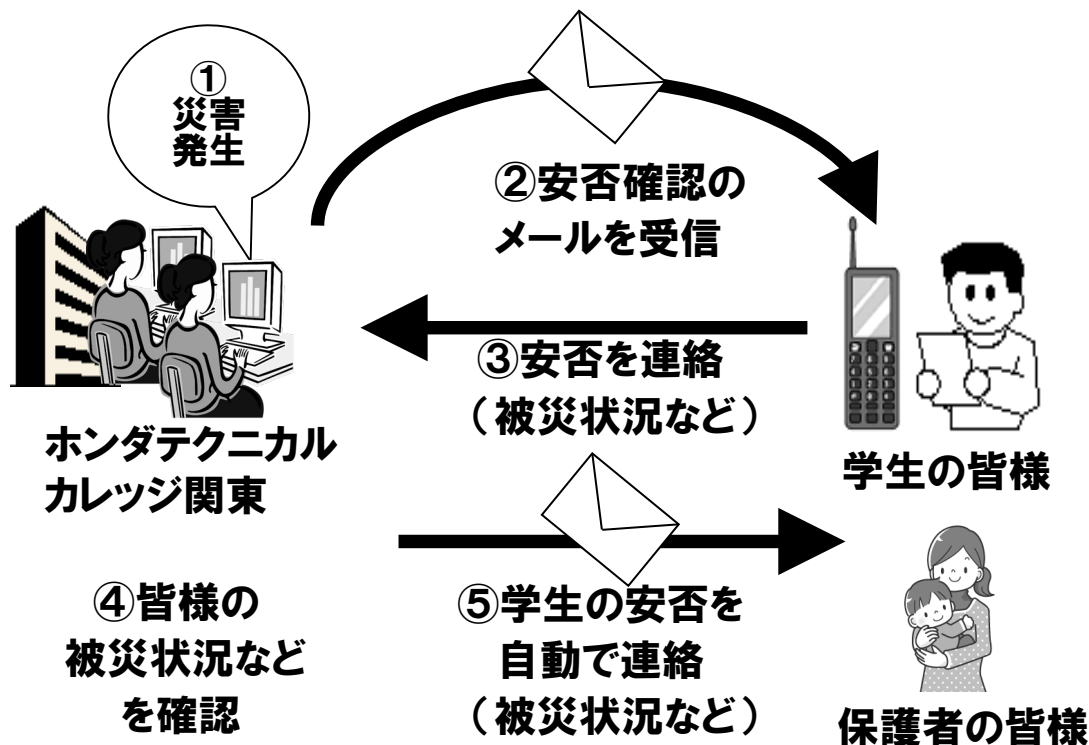 ①
災害
発生
②安否確認の
メールを受信
③安否を連絡
（被災状況など）
ホンダテクニカル
カレッジ関東
学生の皆様
④皆様の
被災状況など
を確認
⑤学生の安否を
自動で連絡
（被災状況など）
保護者の皆様